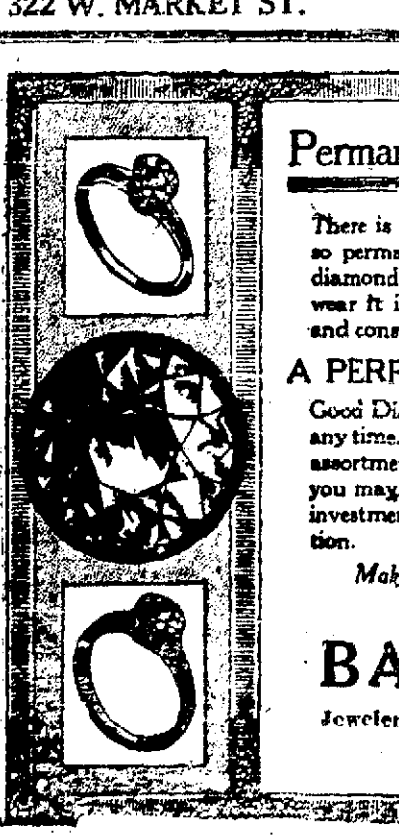 322 W. MARKET ST.
Perman
There is
so perma
diamond
wear it i
and cons
A PERF
Good Di
any time.
assortme
you may
investme
tion.
Mak
BA
Jeweler